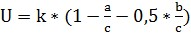 U = k * (1 − a/c − 0,5 * b/c)